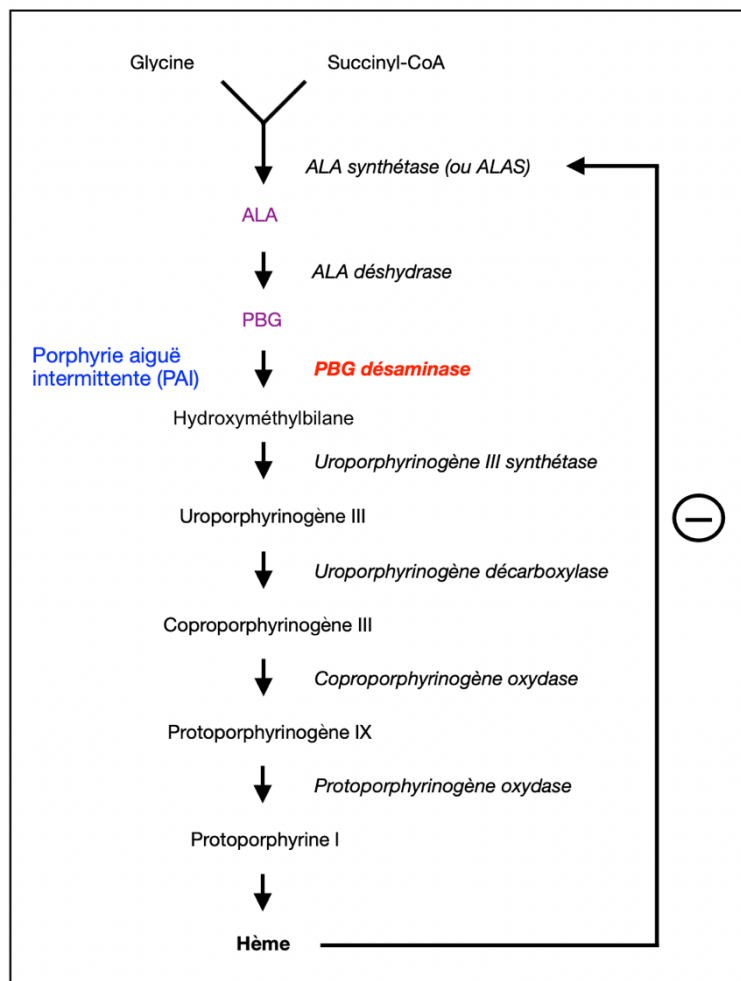 Glycine
Succinyl-CoA
ALA synthétase (ou ALAS)
ALA
ALA déshydrase
PBG
Porphyrie aiguë
intermittente (PAI)
PBG désaminase
Hydroxyméthylbilane
Uroporphyrinogène III synthétase
Uroporphyrinogène III
Uroporphyrinogène décarboxylase
Coproporphyrinogène III
Coproporphyrinogène oxydase
Protoporphyrinogène IX
Protoporphyrinogène oxydase
Protoporphyrine I
Hème